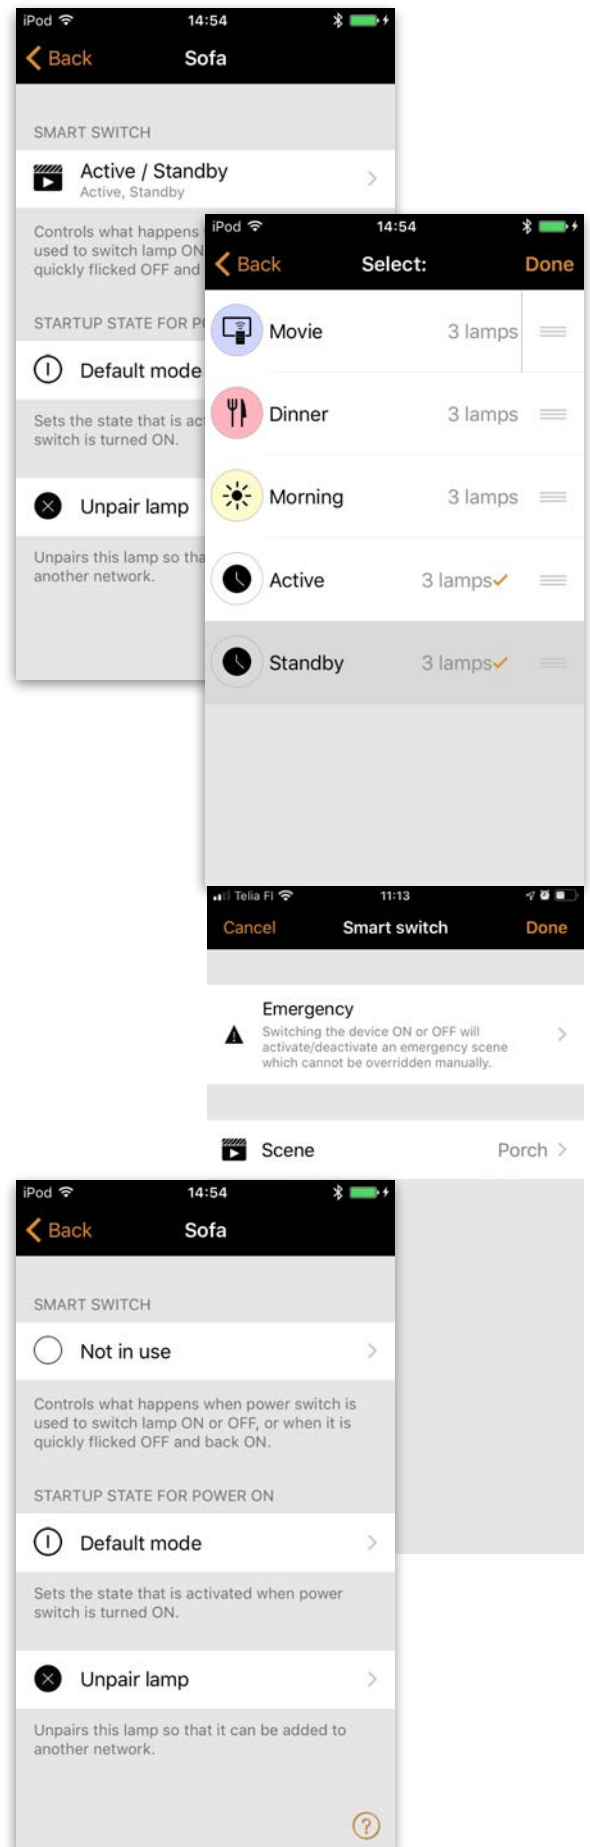 iPod 14:54
Back Sofa
SMART SWITCH
Active / Standby
Active, Standby
Controls what happens
used to switch lamp ON
quickly flicked OFF and
STARTUP STATE FOR P
Default mode
Sets the state that is ac
switch is turned ON.
Unpair lamp
Unpairs this lamp so tha
another network.
iPod 14:54
Back Select: Done
Movie 3 lamps
Dinner 3 lamps
Morning 3 lamps
Active 3 lamps
Standby 3 lamps
Telia FI 11:13
Cancel Smart switch Done
Emergency
Switching the device ON or OFF will
activate/deactivate an emergency scene
which cannot be overridden manually.
Scene Porch
iPod 14:54
Back Sofa
SMART SWITCH
Not in use
Controls what happens when power switch is
used to switch lamp ON or OFF, or when it is
quickly flicked OFF and back ON.
STARTUP STATE FOR POWER ON
Default mode
Sets the state that is activated when power
switch is turned ON.
Unpair lamp
Unpairs this lamp so that it can be added to
another network.
?